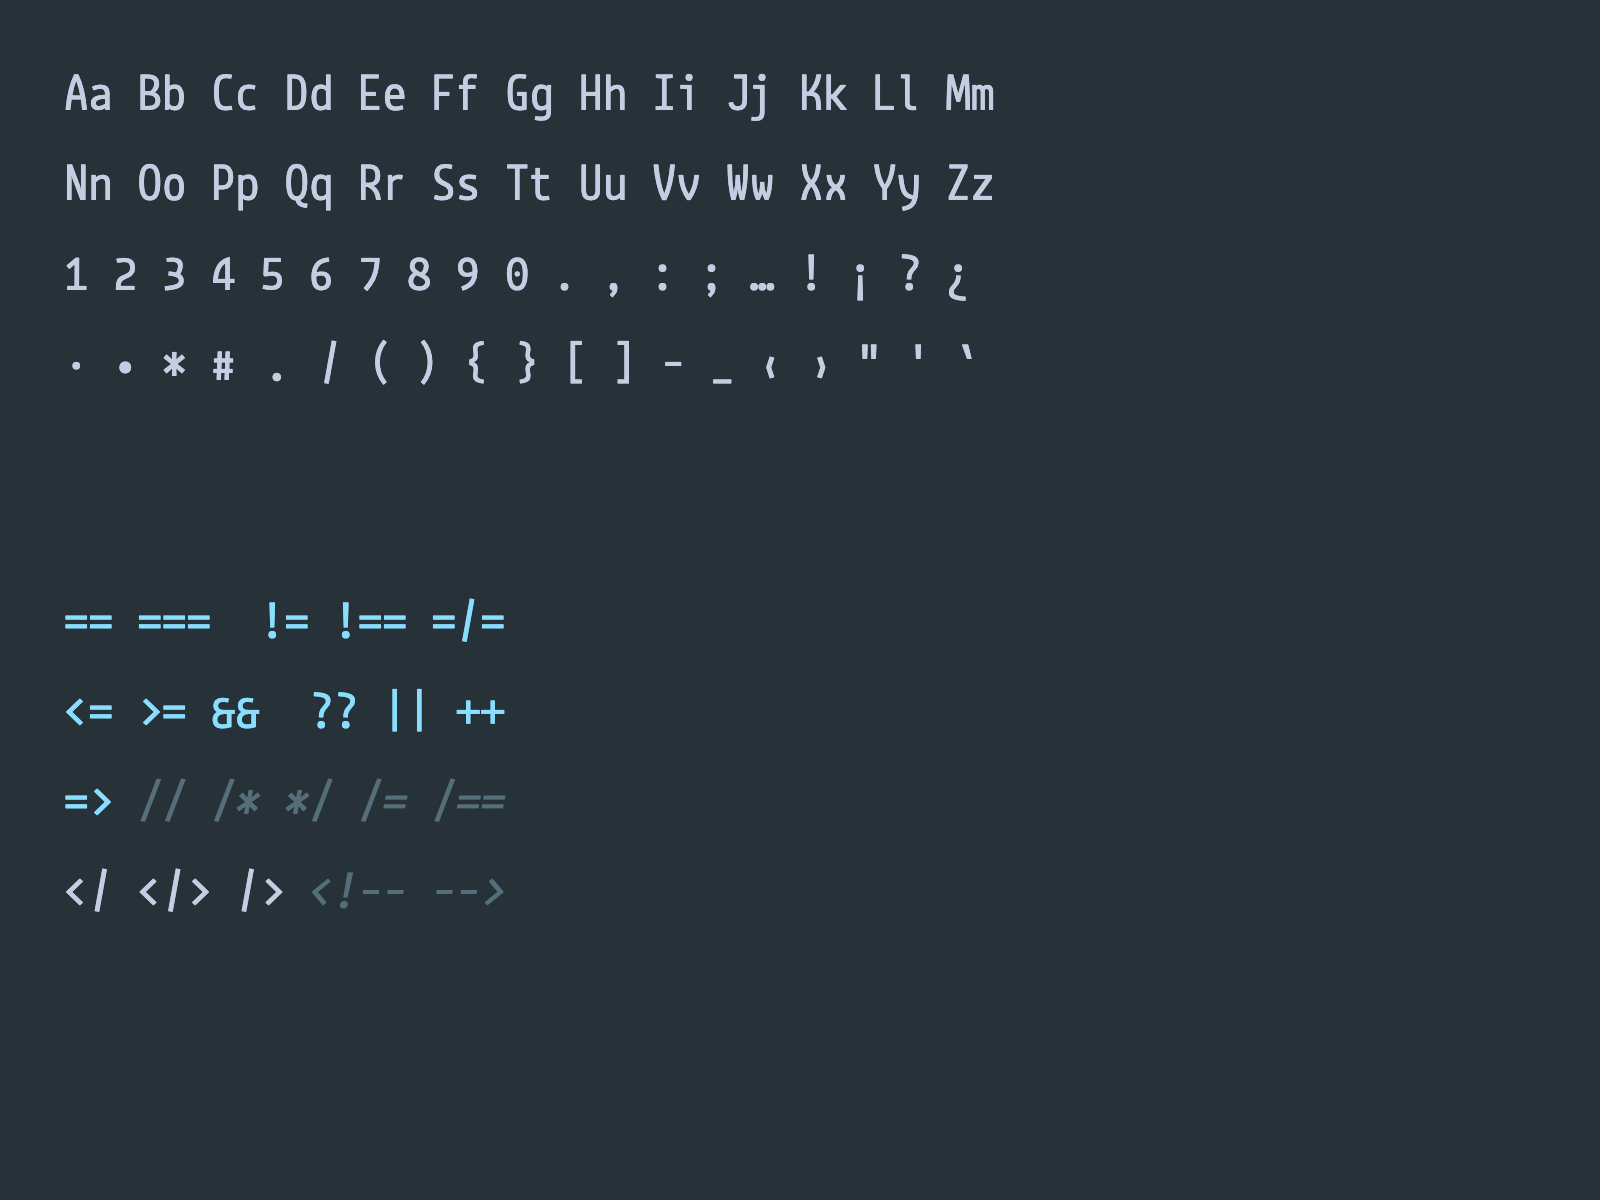 Aa Bb Cc Dd Ee Ff Gg Hh Ii Jj Kk Ll Mm
Nn Oo Pp Qq Rr Ss Tt Uu Vv Ww Xx Yy Zz
1 2 3 4 5 6 7 8 9 0 . , : ; … ! ¡ ? ¿
· • * # . / ( ) { } [ ] - _ ‹ › " ' ‛
== === != !== =/=
<= >= && ?? || ++
=> // /* */ /= /==
</ </> /> <!-- -->